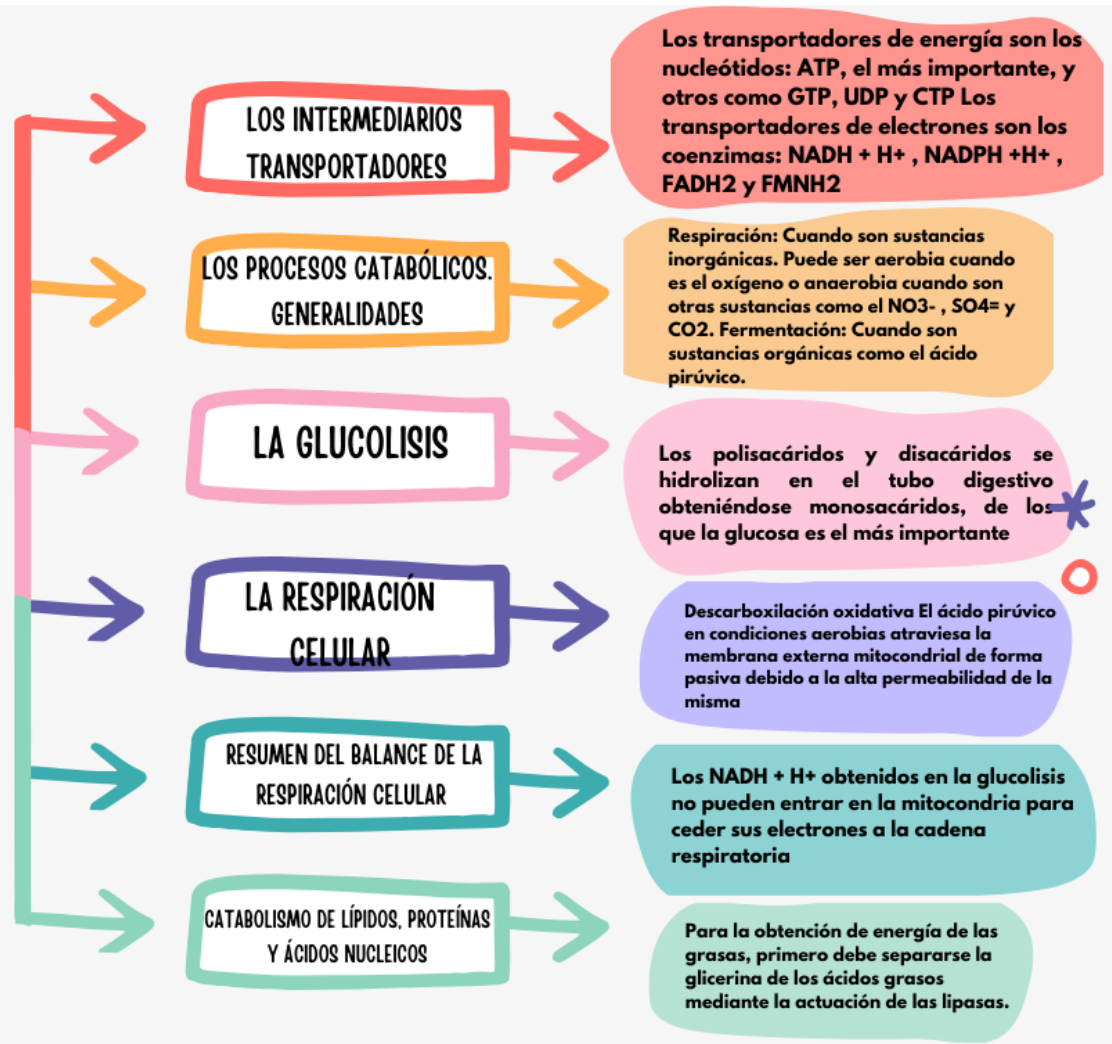 LOS INTERMEDIARIOS
TRANSPORTADORES
Los transportadores de energía son los
nucleótidos: ATP, el más importante, y
otros como GTP, UDP y CTP Los
transportadores de electrones son los
coenzimas: NADH + H+ , NADPH +H+ ,
FADH2 y FMNH2
LOS PROCESOS CATABÓLICOS.
GENERALIDADES
Respiración: Cuando son sustancias
inorgánicas. Puede ser aerobia cuando
es el oxígeno o anaerobia cuando son
otras sustancias como el NO3- , SO4= y
CO2. Fermentación: Cuando son
sustancias orgánicas como el ácido
pirúvico.
LA GLUCOLISIS
Los polisacáridos y disacáridos se
hidrolizan en el tubo digestivo
obteniéndose monosacáridos, de los
que la glucosa es el más importante
LA RESPIRACIÓN
CELULAR
Descarboxilación oxidativa El ácido pirúvico
en condiciones aerobias atraviesa la
membrana externa mitocondrial de forma
pasiva debido a la alta permeabilidad de la
misma
RESUMEN DEL BALANCE DE LA
RESPIRACIÓN CELULAR
Los NADH + H+ obtenidos en la glucolisis
no pueden entrar en la mitocondria para
ceder sus electrones a la cadena
respiratoria
CATABOLISMO DE LÍPIDOS, PROTEÍNAS
Y ÁCIDOS NUCLEICOS
Para la obtención de energía de las
grasas, primero debe separarse la
glicerina de los ácidos grasos
mediante la actuación de las lipasas.